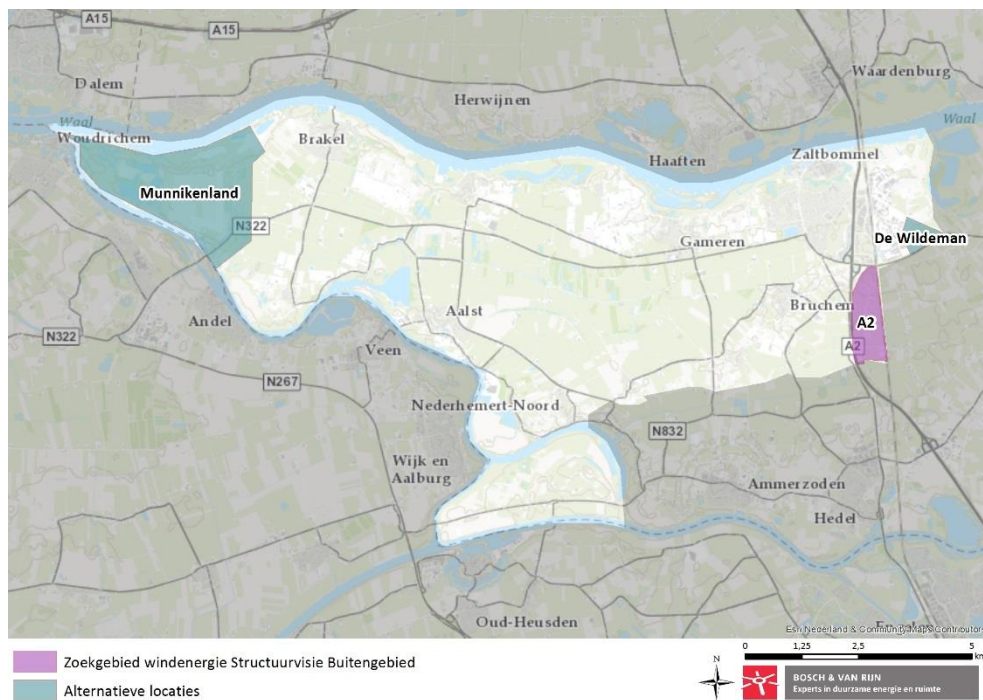 A15
A15
Dalem
Waardenburg
Herwijnen
Waal
Waal
Woudrichem
Brakel
Haaften
Zaltbommel
Munnikenland
N322
De Wildeman
Gameren
Bruchem
Aalst
A2
Andel
A2
N322
Veen
N267
Nederhemert-Noord
N832
Wijk en
Aalburg
Ammerzoden
Hedel
Oud-Heusden
Esri Nederland & Community Maps Contributor
Zoekgebied windenergie Structuurvisie Buitengebied
Alternatieve locaties
N
0 1,25 2,5 5
km
BOSCH & VAN RIJN
Experts in duurzame energie en ruimte